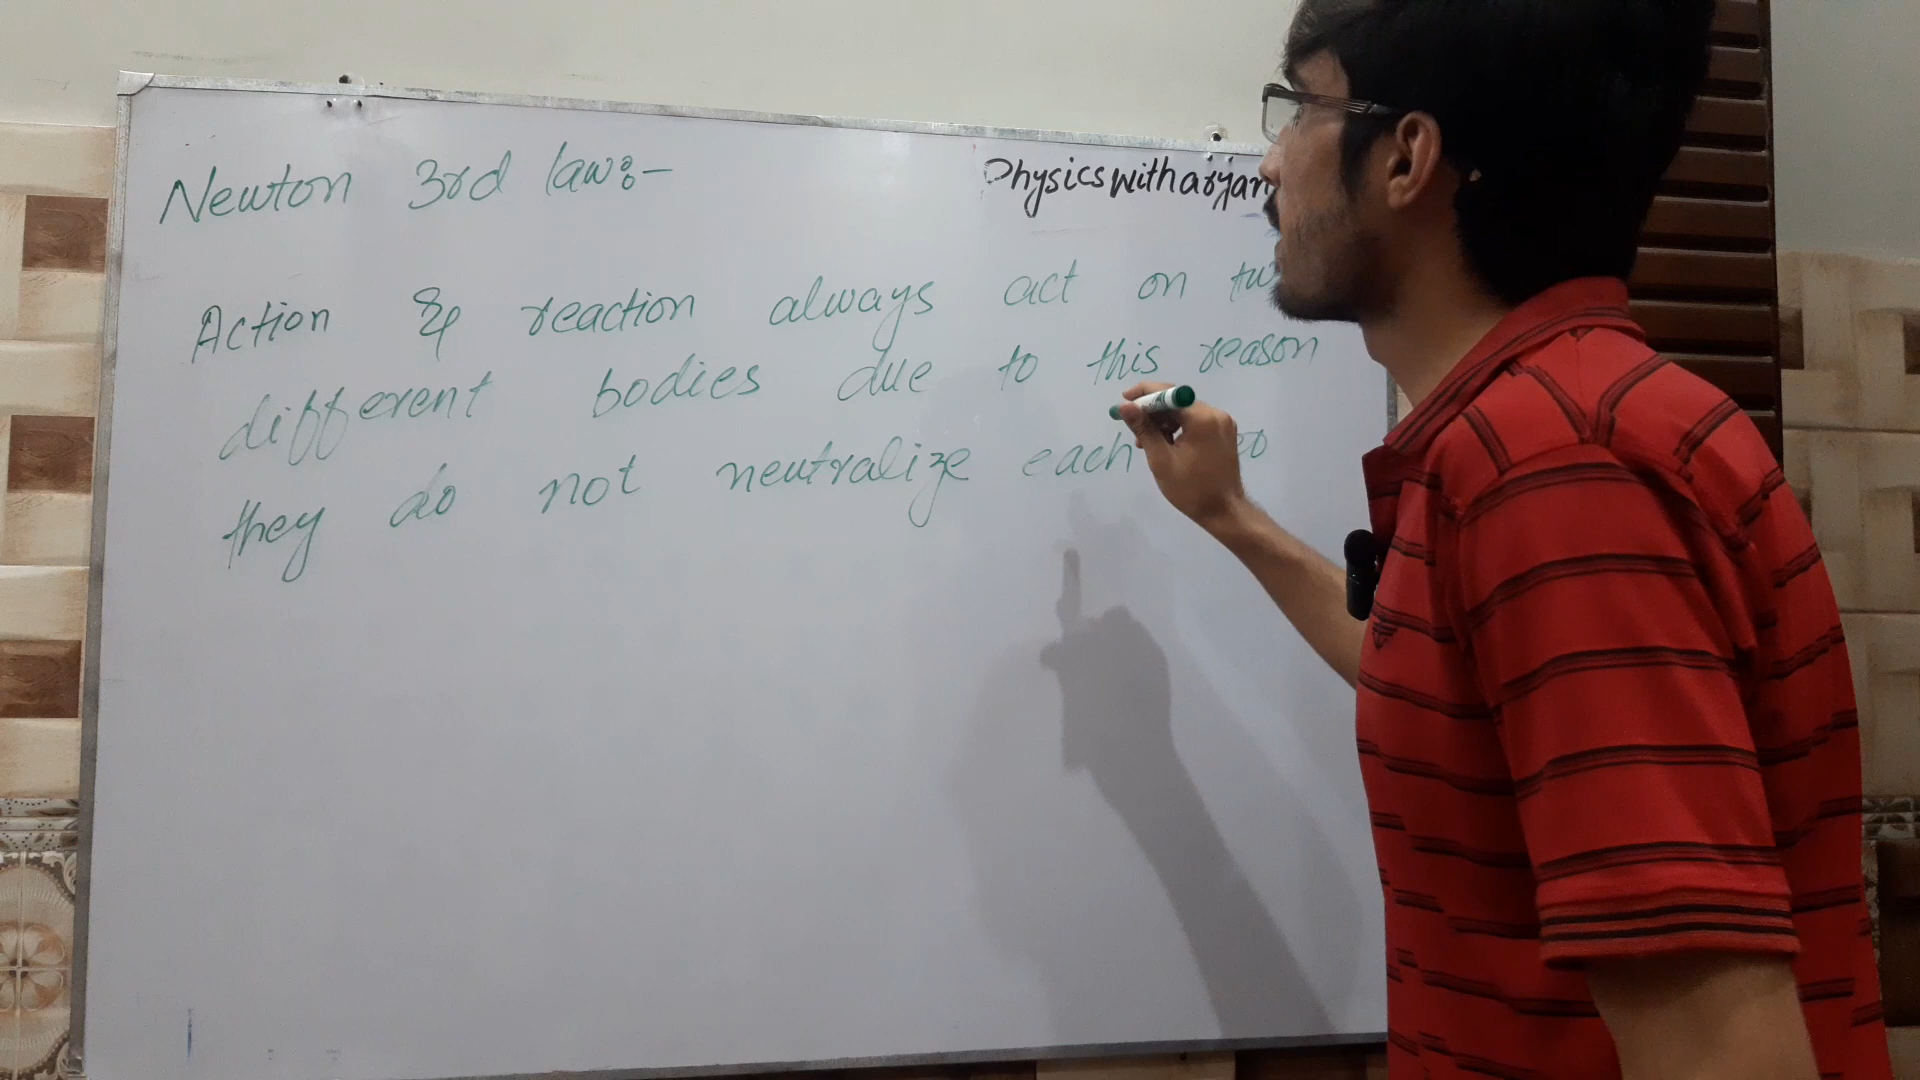 Newton 3rd law:-
Physicswitharyan
Action & reaction always act on tw
different bodies due to this reason
they do not neutralize each